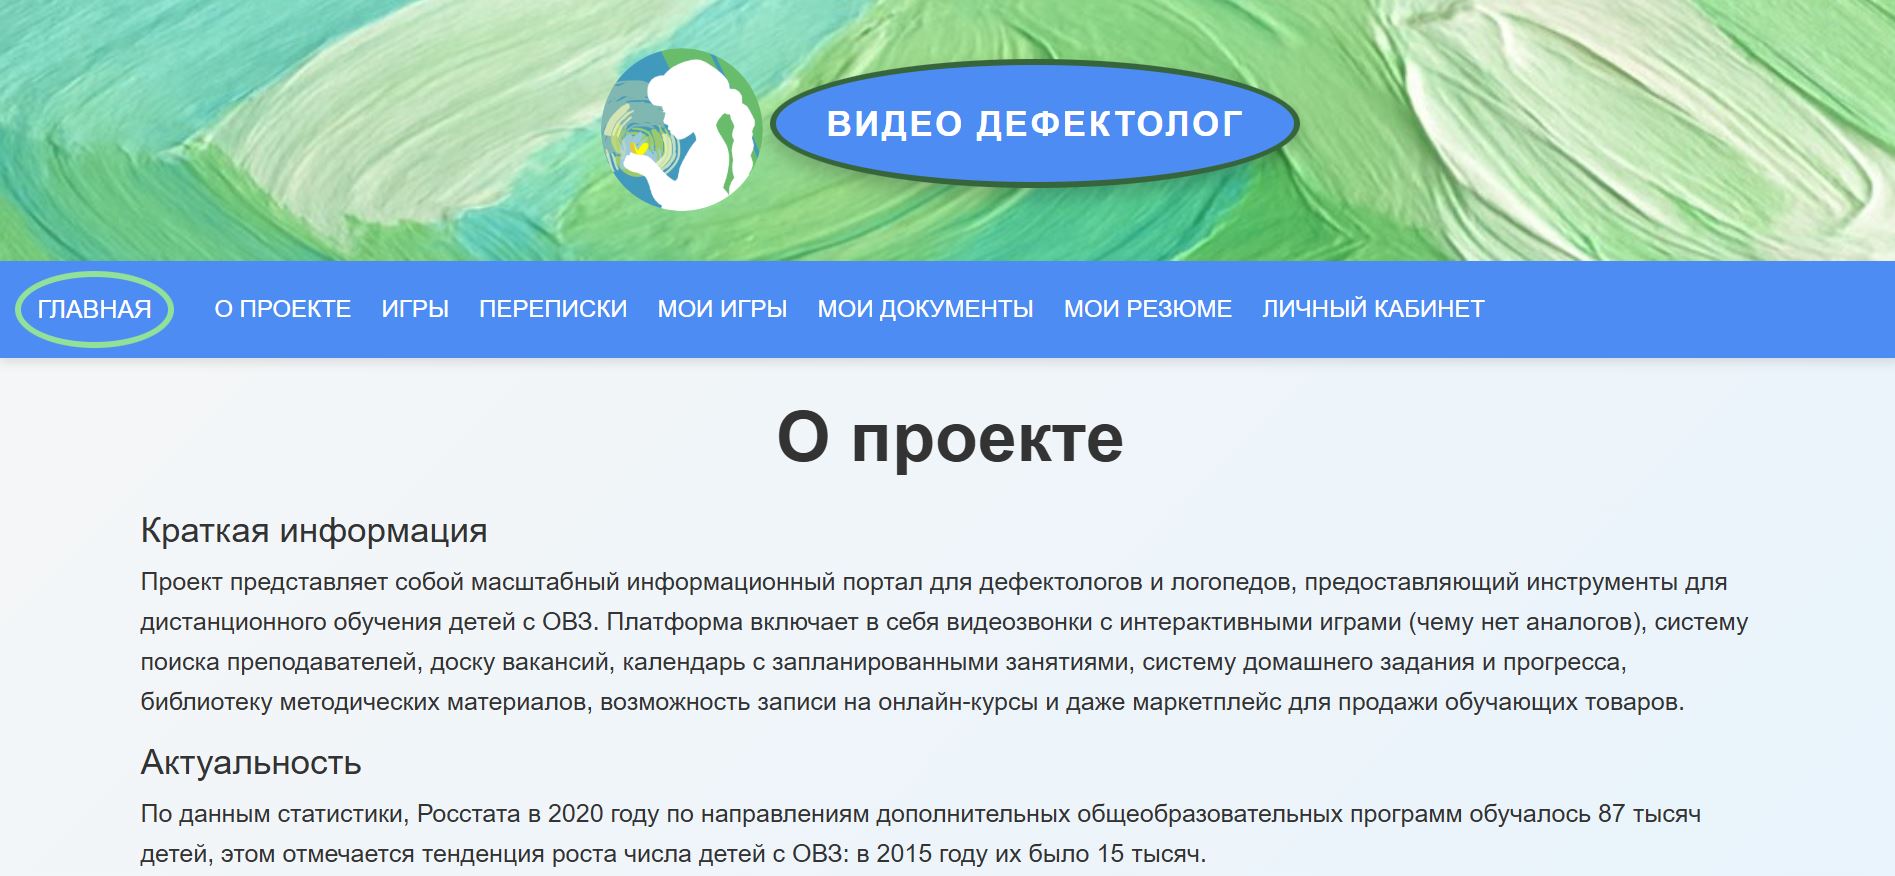 ВИДЕО ДЕФЕКТОЛОГ
ГЛАВНАЯ О ПРОЕКТЕ ИГРЫ ПЕРЕПИСКИ МОИ ИГРЫ МОИ ДОКУМЕНТЫ МОИ РЕЗЮМЕ ЛИЧНЫЙ КАБИНЕТ
О проекте
Краткая информация
Проект представляет собой масштабный информационный портал для дефектологов и логопедов, предоставляющий инструменты для
дистанционного обучения детей с ОВЗ. Платформа включает в себя видеозвонки с интерактивными играми (чему нет аналогов), систему
поиска преподавателей, доску вакансий, календарь с запланированными занятиями, систему домашнего задания и прогресса,
библиотеку методических материалов, возможность записи на онлайн-курсы и даже маркетплейс для продажи обучающих товаров.
Актуальность
По данным статистики, Росстата в 2020 году по направлениям дополнительных общеобразовательных программ обучалось 87 тысяч
детей, этом отмечается тенденция роста числа детей с ОВЗ: в 2015 году их было 15 тысяч.